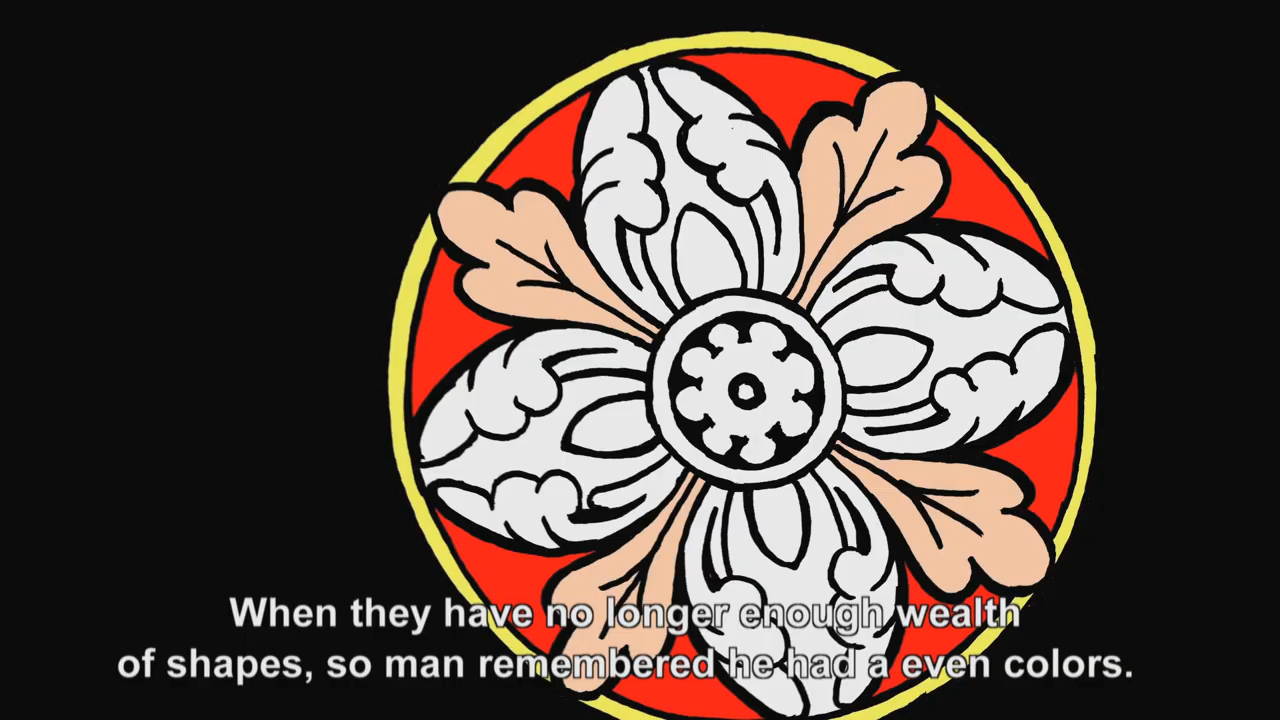 When they have no longer enough wealth
of shapes, so man remembered he had a even colors.